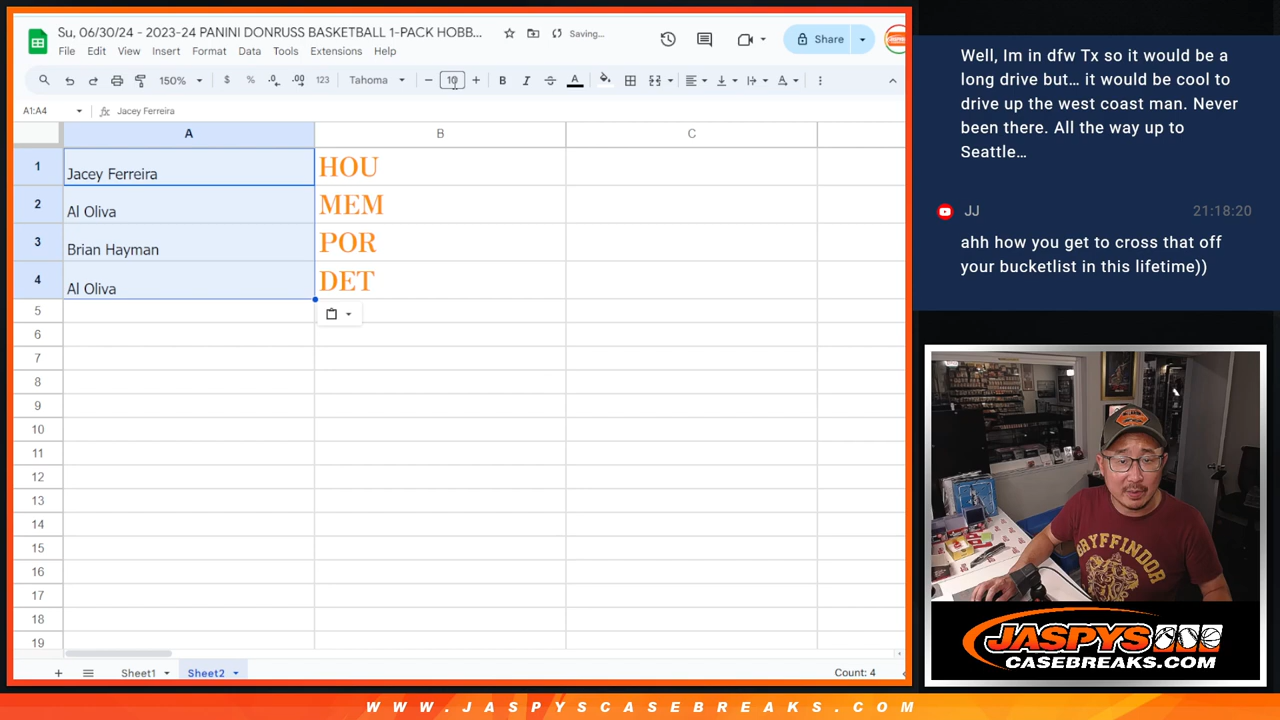 Su, 06/30/24 - 2023-24 PANINI DONRUSS BASKETBALL 1-PACK HOBB...
Saving...
File Edit View Insert Format Data Tools Extensions Help
Share
150% $ % .0 .00 123 Tahoma 10 B I S A
A1:A4 fx Jacey Ferreira
A B C
1 Jacey Ferreira HOU
2 Al Oliva MEM
3 Brian Hayman POR
4 Al Oliva DET
5
6
7
8
9
10
11
12
13
14
15
16
17
18
19
Sheet1 Sheet2 Count: 4
Well, Im in dfw Tx so it would be a
long drive but... it would be cool to
drive up the west coast man. Never
been there. All the way up to
Seattle...
JJ 21:18:20
ahh how you get to cross that off
your bucketlist in this lifetime))
GRYFFINDOR
JASPYS
CASEBREAKS.COM
WWW.JASPYSCASEBREAKS.COM